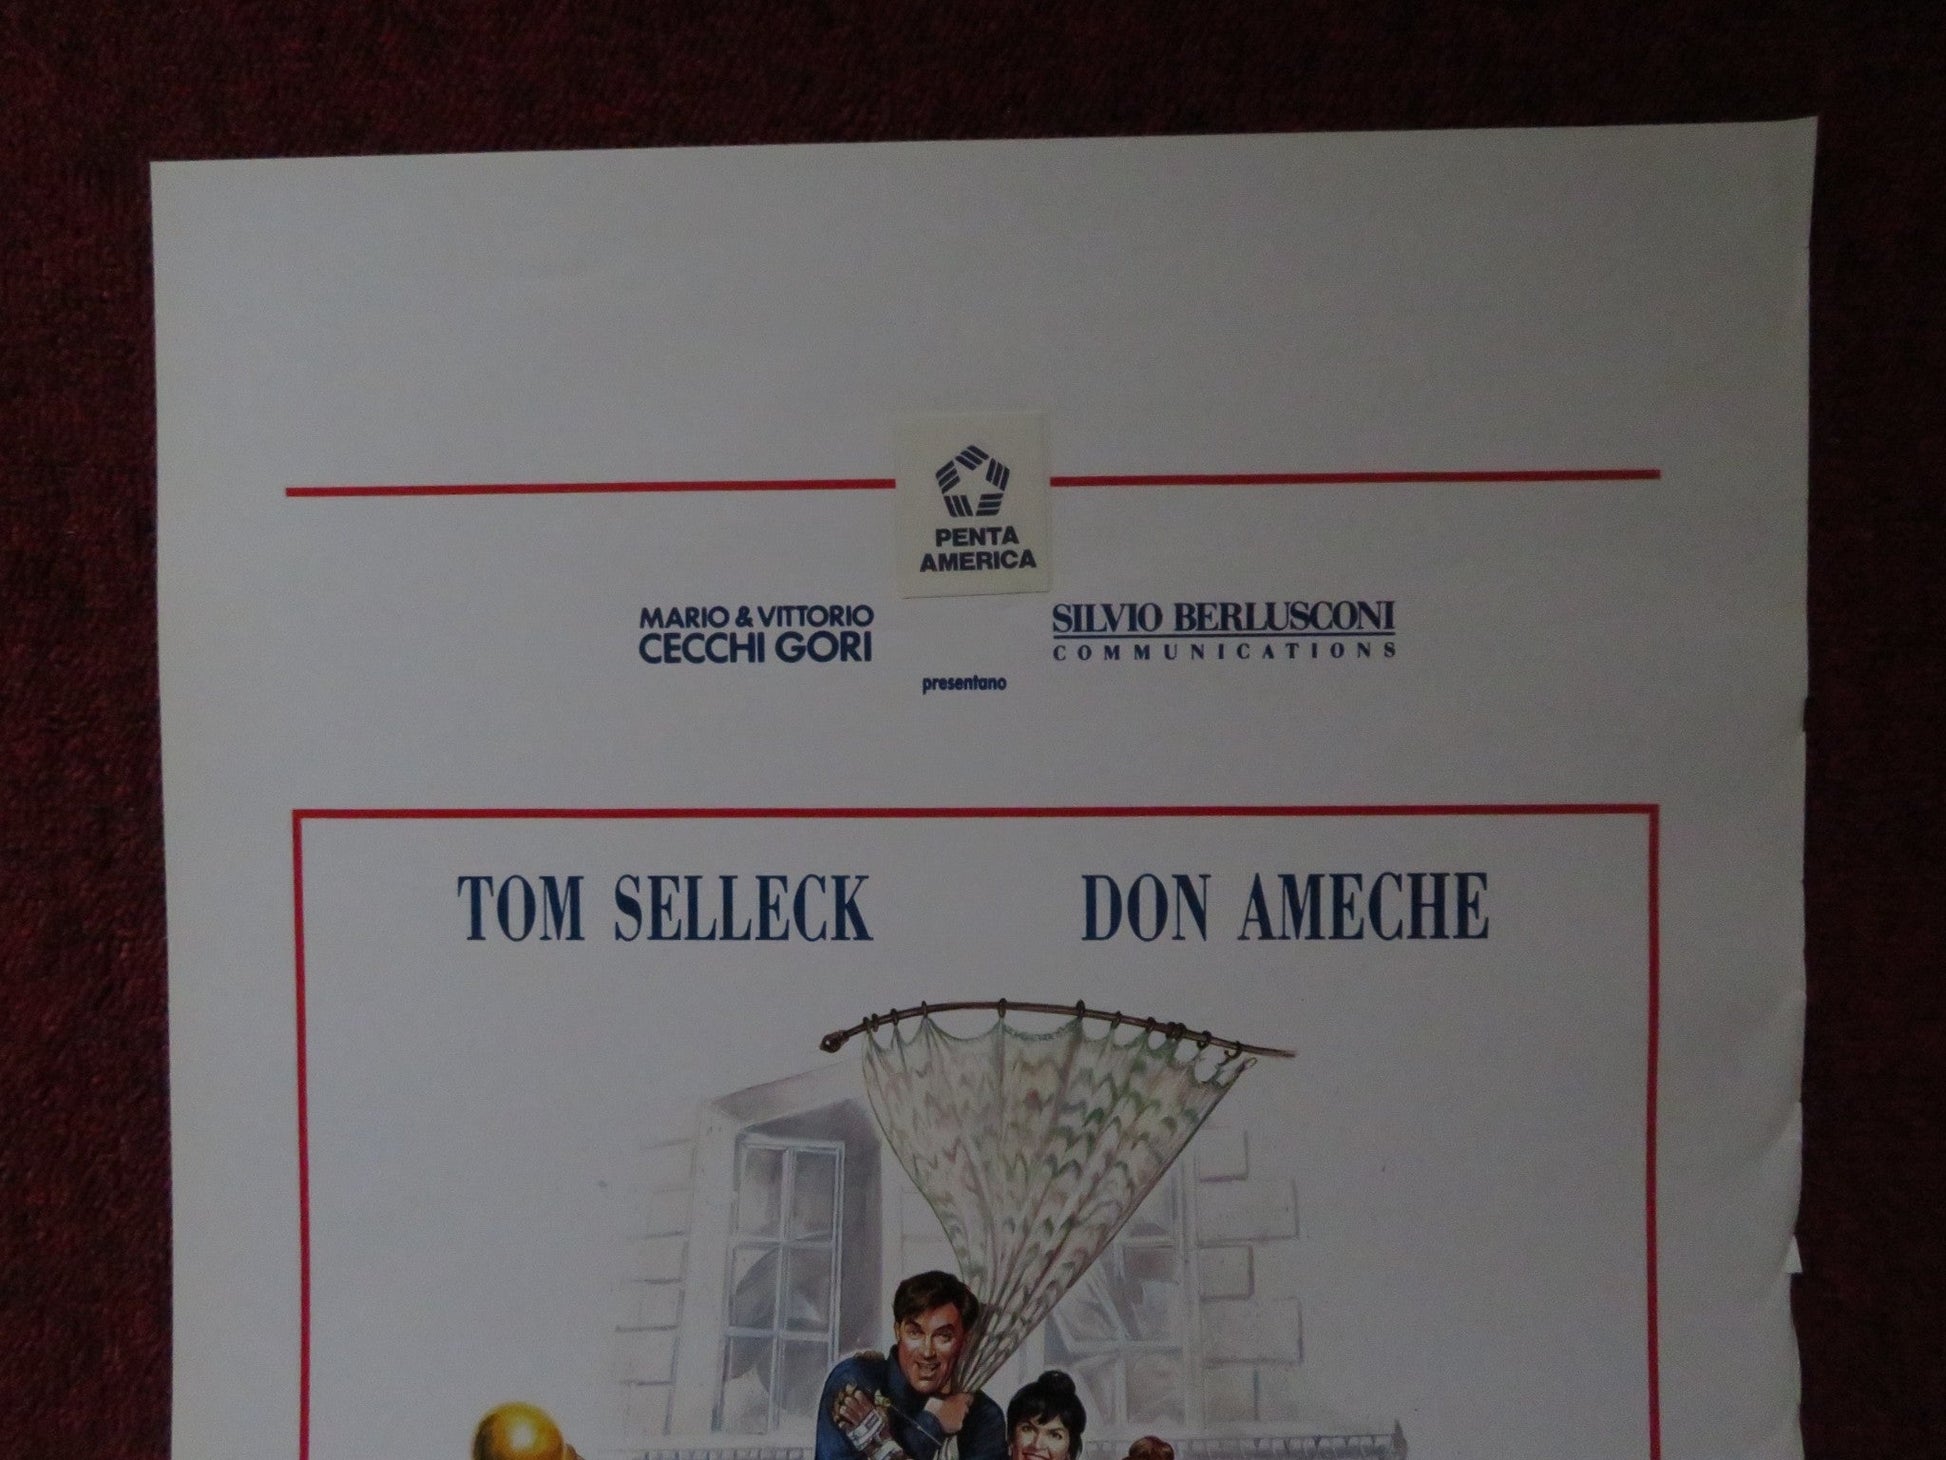 PENTA
AMERICA
MARIO & VITTORIO
CECCHI GORI
SILVIO BERLUSCONI
COMMUNICATIONS
presentano
TOM SELLECK
DON AMECHE